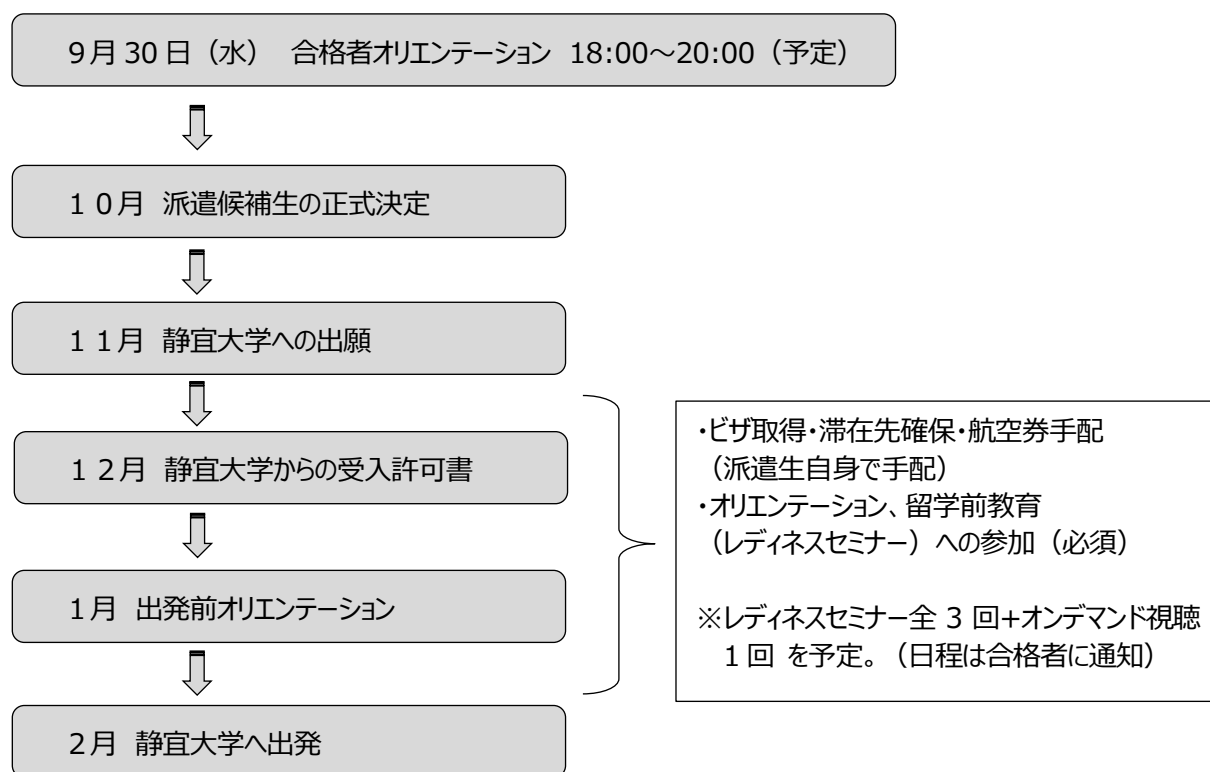 9月 30 日（水） 合格者オリエンテーション 18:00～20:00（予定）
１０月 派遣候補生の正式決定
１１月 静宜大学への出願
１２月 静宜大学からの受入許可書
１月 出発前オリエンテーション
２月 静宜大学へ出発
・ビザ取得・滞在先確保・航空券手配
（派遣生自身で手配）
・オリエンテーション、留学前教育
（レディネスセミナー）への参加（必須）
※レディネスセミナー全 3 回+オンデマンド視聴
１回 を予定。（日程は合格者に通知）